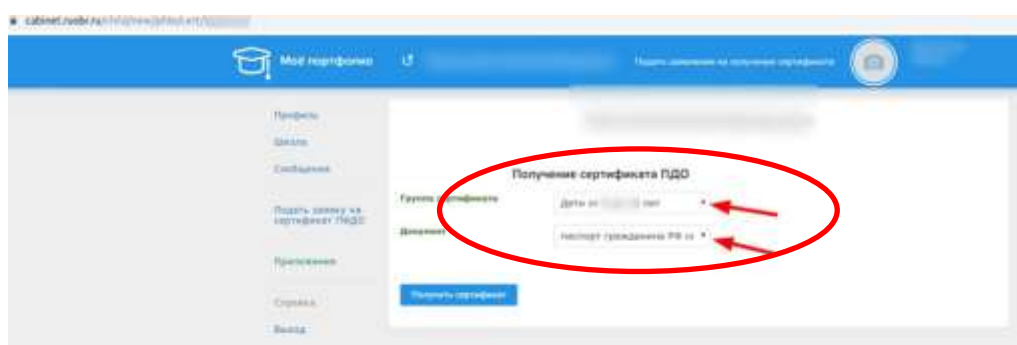 cabinet.ruobr.ru/
Моё портфолио
Подать заявление на получение сертификата
Профиль
Школа
Сообщения
Получение сертификата ПДО
Группа сертификата
Дети от лет
Подать заявку на
сертификат ПФДО
Документ
паспорт гражданина РФ
Приложения
Получить сертификат
Справка
Выход